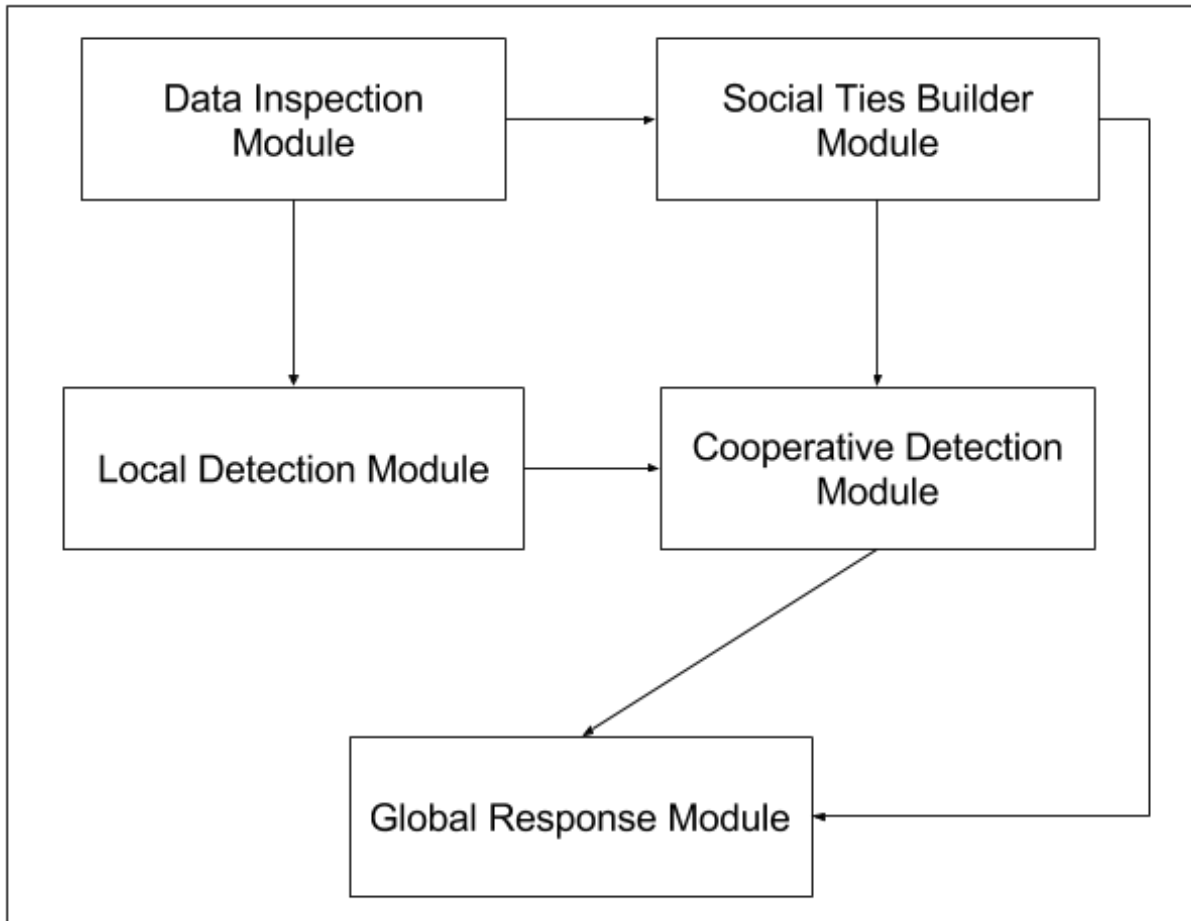 Data Inspection
Module
Social Ties Builder
Module
Local Detection Module
Cooperative Detection
Module
Global Response Module